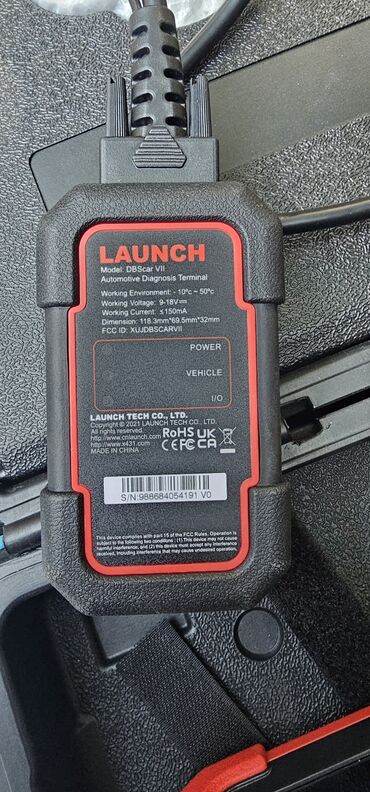 LAUNCH
Model: DBScar VII
Automotive Diagnosis Terminal
Working Environment: - 10°c ~ 50°c
Working Voltage: 9-18V⎓
Working Current: ≤150mA
Dimension: 118.3mm*69.5mm*32mm
FCC ID: XUJDBSCARVII
POWER
VEHICLE
I/O
LAUNCH TECH CO., LTD.
Copyright © 2021 LAUNCH TECH CO., LTD.
All rights reserved.
http://www.cnlaunch.com
http://www.x431.com
MADE IN CHINA
RoHS UK
CE FC CA
S/N:988684054191 V0
This device complies with part 15 of the FCC Rules. Operation is
subject to the following two conditions : (1) This device may not cause
harmful interference, and (2) this device must accept any interference
received, including interference that may cause undesired operation.